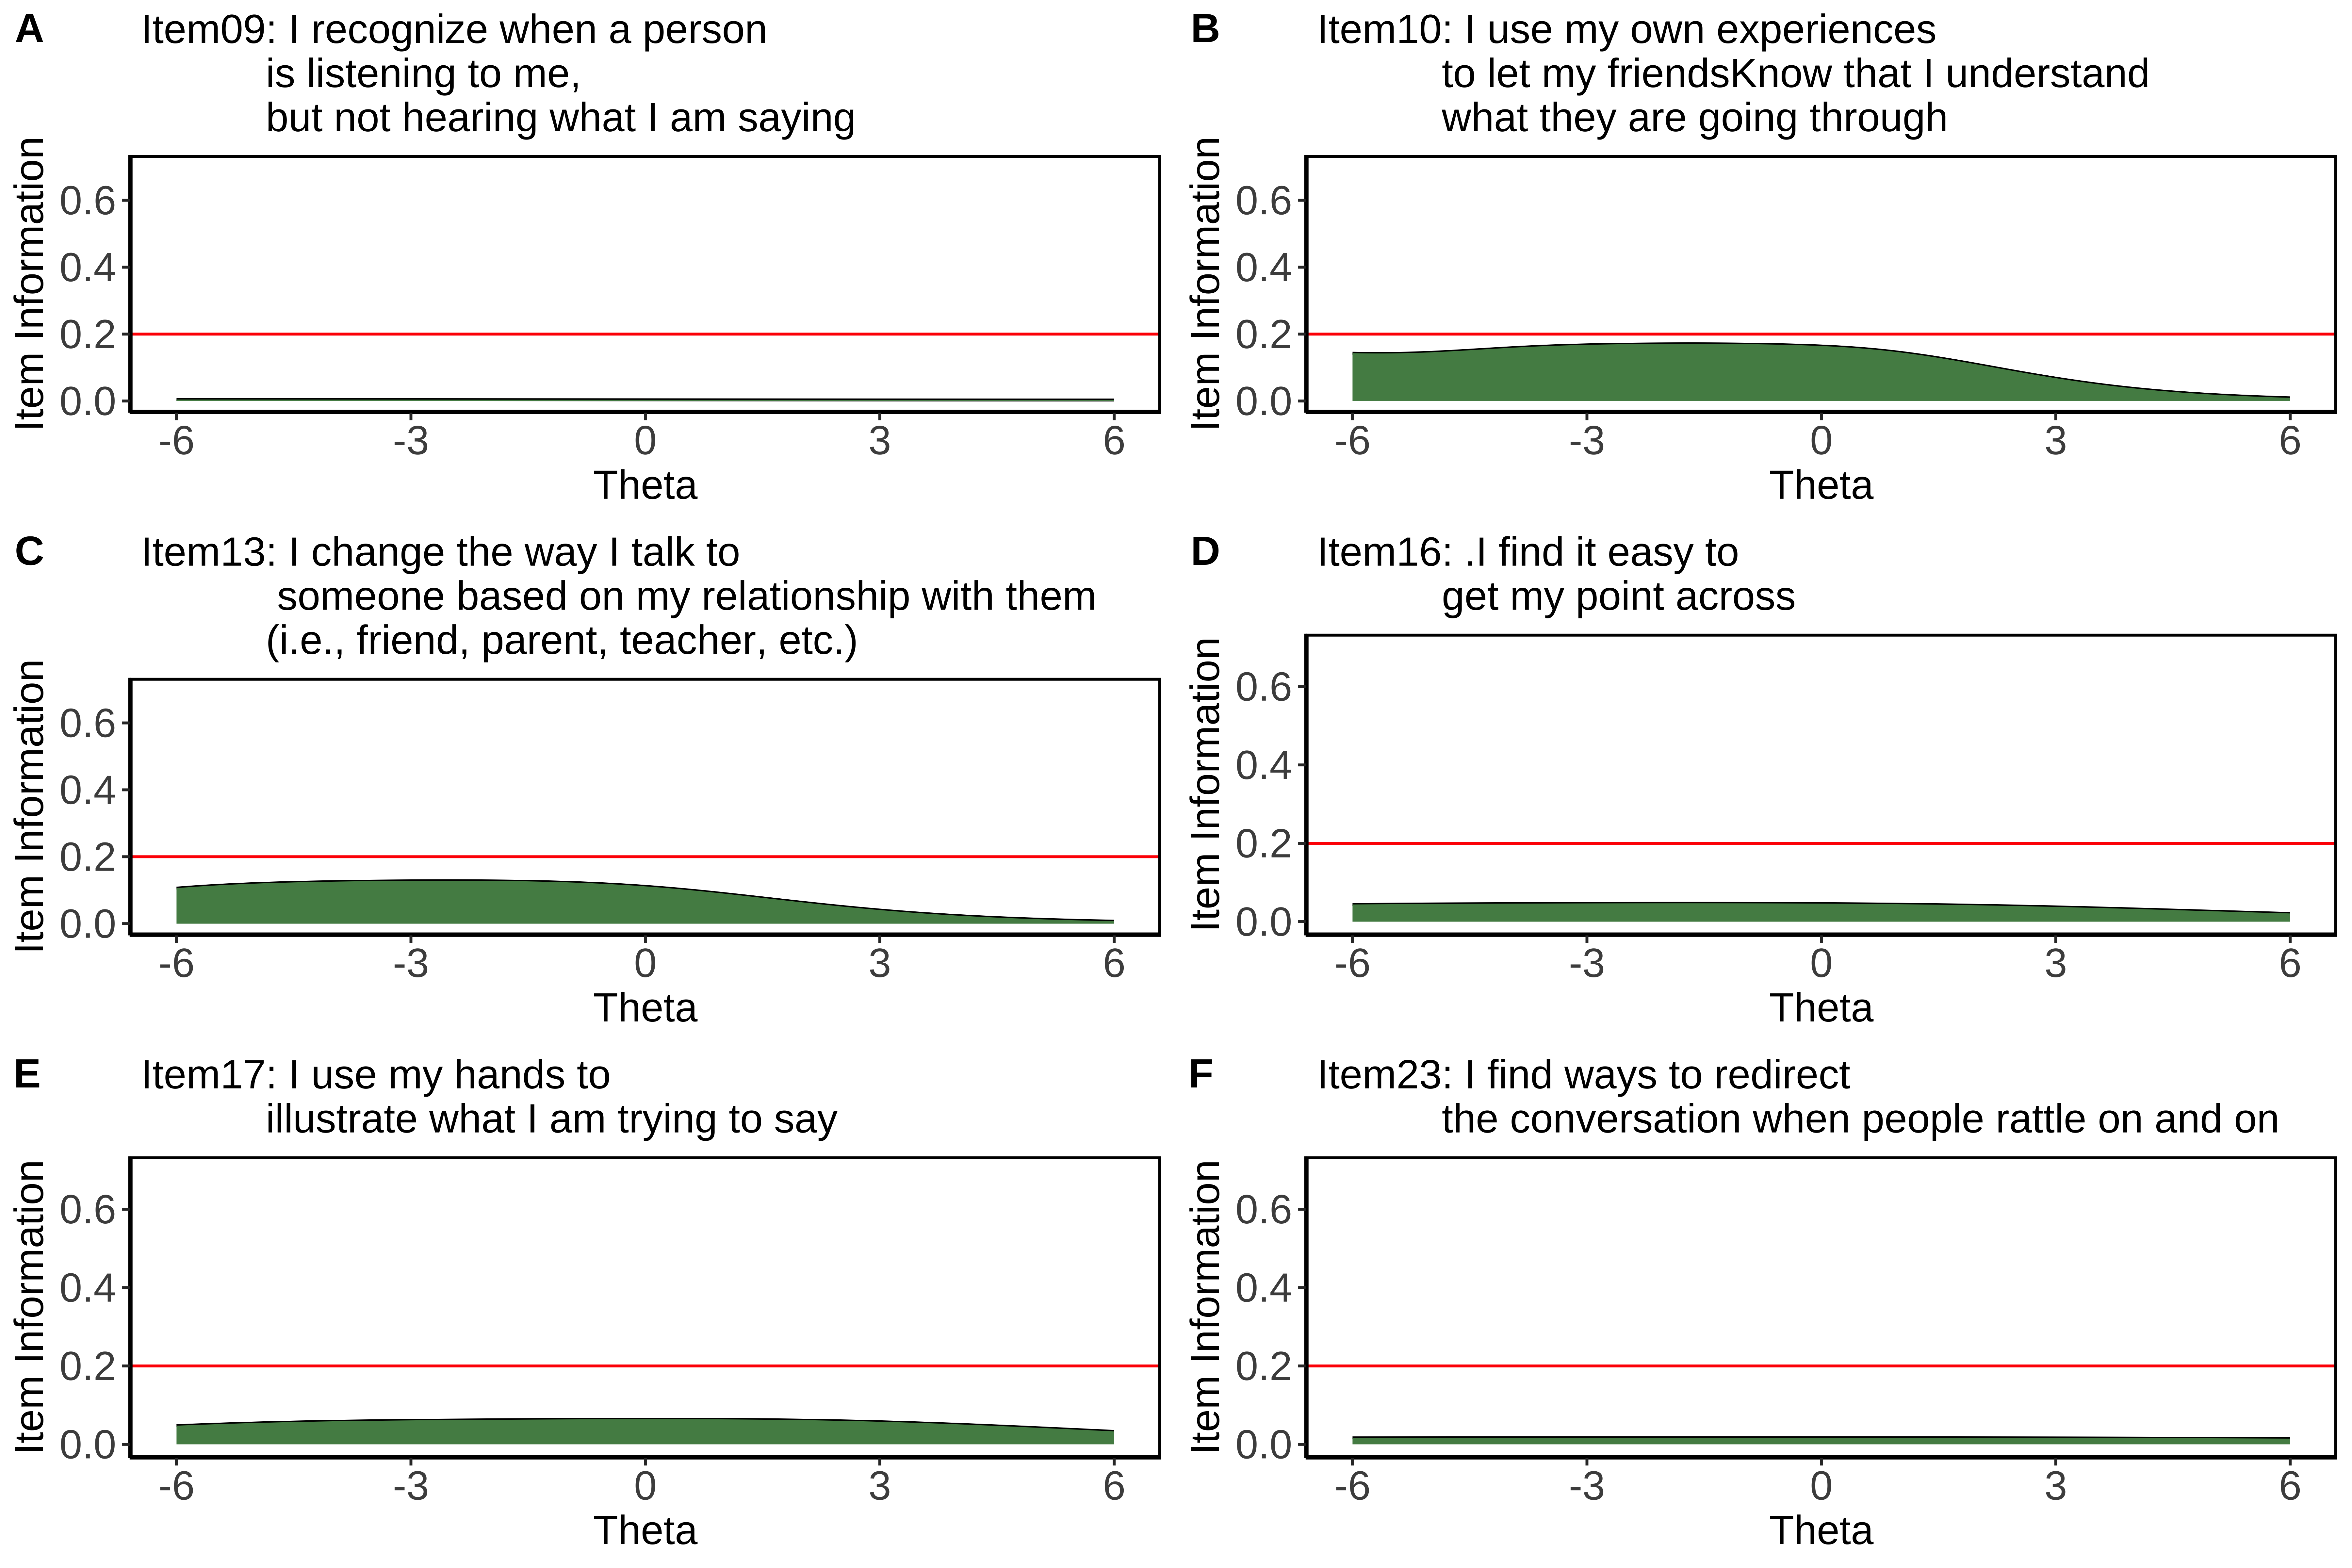 A
Item09: I recognize when a person
is listening to me,
but not hearing what I am saying
Item Information
0.6
0.4
0.2
0.0
-6 -3 0 3 6
Theta
B
Item10: I use my own experiences
to let my friendsKnow that I understand
what they are going through
Item Information
0.6
0.4
0.2
0.0
-6 -3 0 3 6
Theta
C
Item13: I change the way I talk to
someone based on my relationship with them
(i.e., friend, parent, teacher, etc.)
Item Information
0.6
0.4
0.2
0.0
-6 -3 0 3 6
Theta
D
Item16: .I find it easy to
get my point across
Item Information
0.6
0.4
0.2
0.0
-6 -3 0 3 6
Theta
E
Item17: I use my hands to
illustrate what I am trying to say
Item Information
0.6
0.4
0.2
0.0
-6 -3 0 3 6
Theta
F
Item23: I find ways to redirect
the conversation when people rattle on and on
Item Information
0.6
0.4
0.2
0.0
-6 -3 0 3 6
Theta